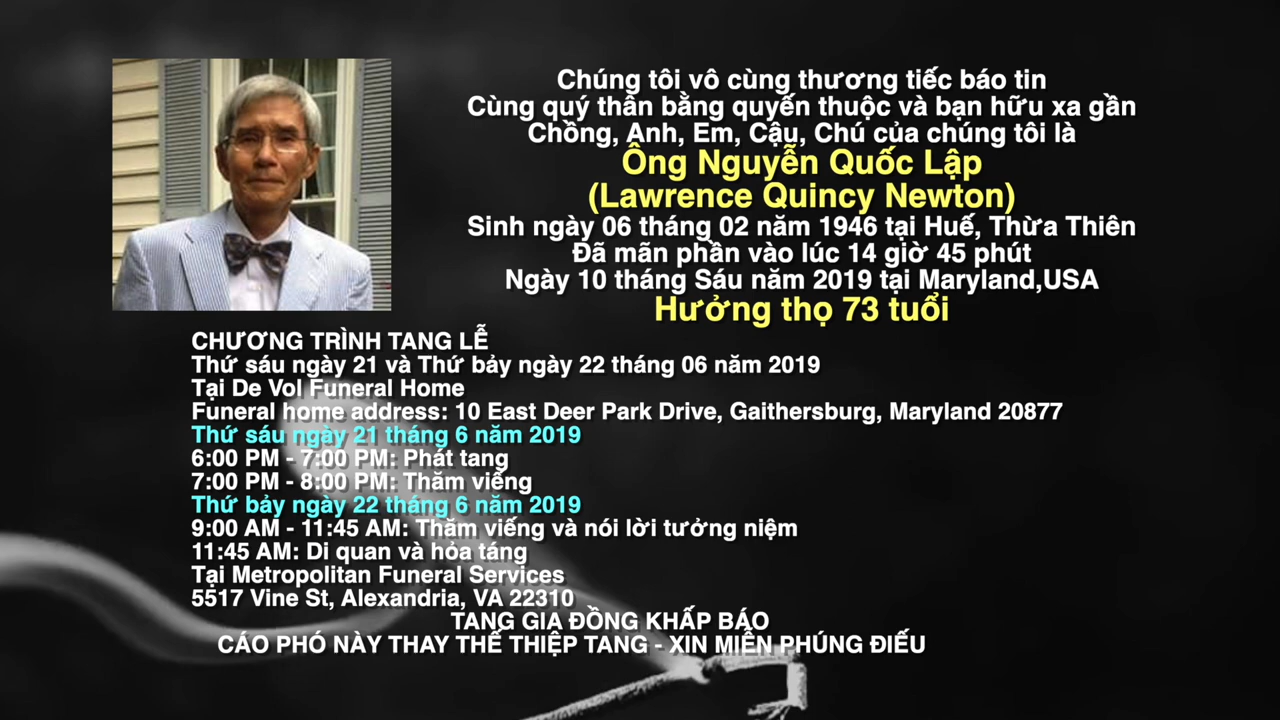 Chúng tôi vô cùng thương tiếc báo tin
Cùng quý thân bằng quyến thuộc và bạn hữu xa gần
Chồng, Anh, Em, Cậu, Chú của chúng tôi là
Ông Nguyễn Quốc Lập
(Lawrence Quincy Newton)
Sinh ngày 06 tháng 02 năm 1946 tại Huế, Thừa Thiên
Đã mãn phần vào lúc 14 giờ 45 phút
Ngày 10 tháng Sáu năm 2019 tại Maryland,USA
Hưởng thọ 73 tuổi
CHƯƠNG TRÌNH TANG LỄ
Thứ sáu ngày 21 và Thứ bảy ngày 22 tháng 06 năm 2019
Tại De Vol Funeral Home
Funeral home address: 10 East Deer Park Drive, Gaithersburg, Maryland 20877
Thứ sáu ngày 21 tháng 6 năm 2019
6:00 PM - 7:00 PM: Phát tang
7:00 PM - 8:00 PM: Thăm viếng
Thứ bảy ngày 22 tháng 6 năm 2019
9:00 AM - 11:45 AM: Thăm viếng và nói lời tưởng niệm
11:45 AM: Di quan và hỏa táng
Tại Metropolitan Funeral Services
5517 Vine St, Alexandria, VA 22310
TANG GIA ĐỒNG KHẤP BÁO
CÁO PHÓ NÀY THAY THẾ THIỆP TANG - XIN MIỄN PHÚNG ĐIẾU